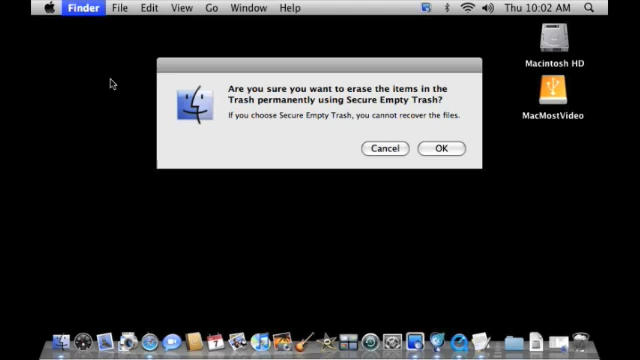 Finder File Edit View Go Window Help Thu 10:02 AM
Macintosh HD
Are you sure you want to erase the items in the
Trash permanently using Secure Empty Trash?
If you choose Secure Empty Trash, you cannot recover the files.
MacMostVideo
Cancel OK